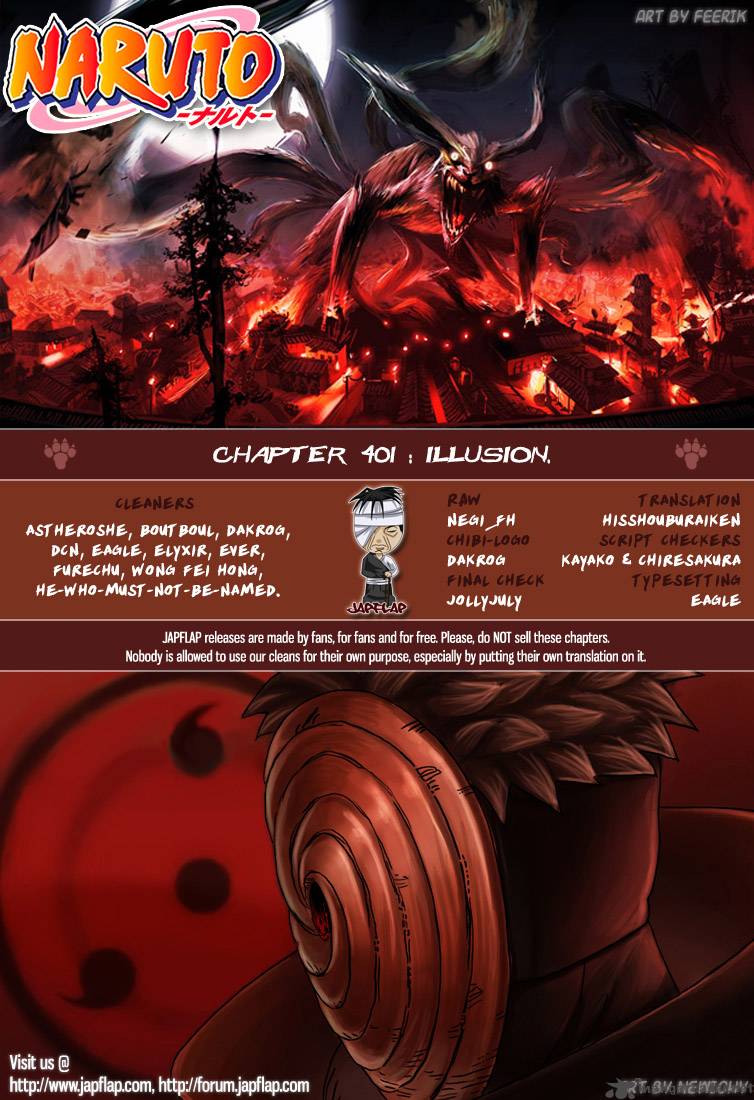 ART BY FEERIK
NARUTO
-ナルト-
CHAPTER 401 : ILLUSION.
CLEANERS
ASTHEROSHE, BOUTBOUL, DAKROG,
DCN, EAGLE, ELYXIR, EVER,
FURECHU, WONG FEI HONG,
HE-WHO-MUST-NOT-BE-NAMED.
JAPFLAP
RAW
NEGI_FH
CHIBI-LOGO
DAKROG
FINAL CHECK
JOLLYJULY
TRANSLATION
HISSHOUBURAIKEN
SCRIPT CHECKERS
KAYAKO & CHIRESAKURA
TYPESETTING
EAGLE
JAPFLAP releases are made by fans, for fans and for free. Please, do NOT sell these chapters.
Nobody is allowed to use our cleans for their own purpose, especially by putting their own translation on it.
Visit us @
http://www.japflap.com, http://forum.japflap.com
ART BY